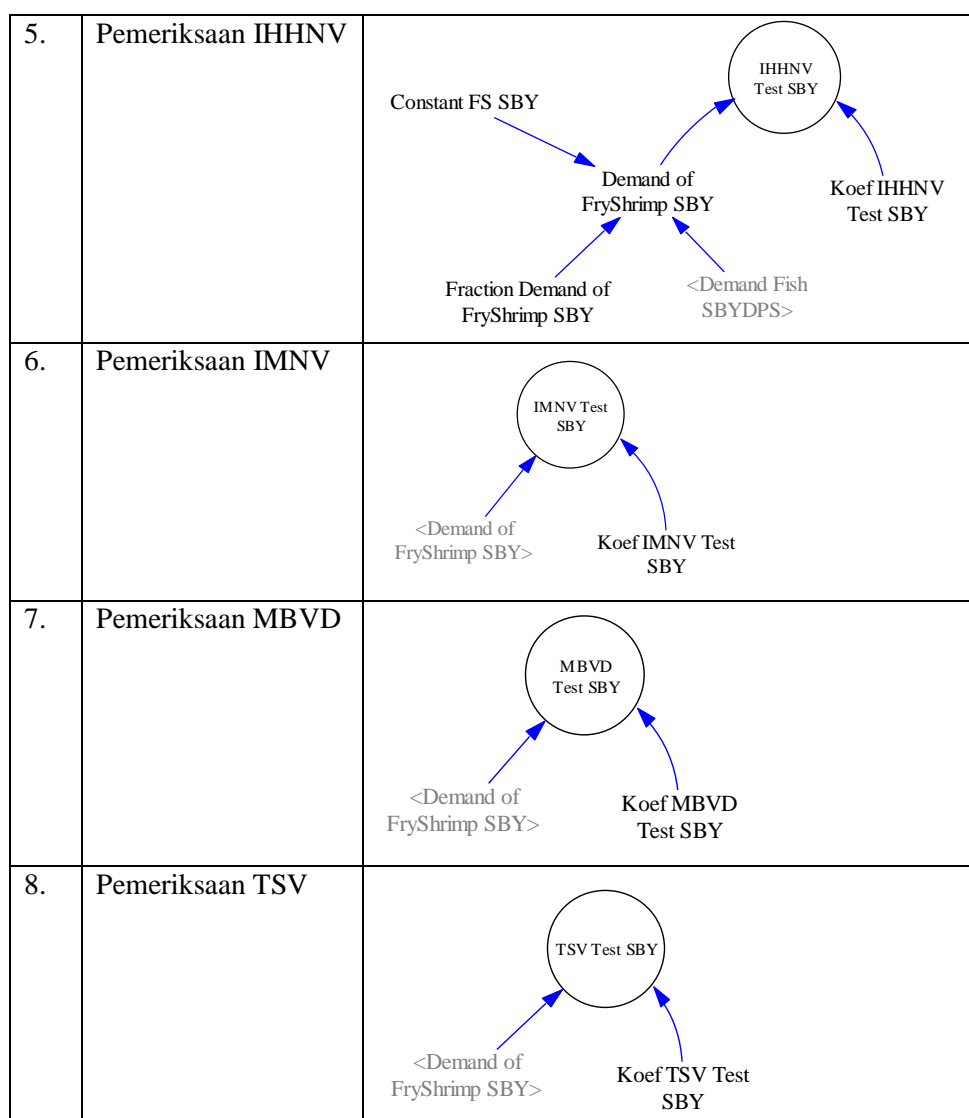 5.
Pemeriksaan IHHNV
IHHNV
Test SBY
Constant FS SBY
Demand of
FryShrimp SBY
Koef IHHNV
Test SBY
Fraction Demand of
FryShrimp SBY
<Demand Fish
SBYDPS>
6.
Pemeriksaan IMNV
IMNV Test
SBY
<Demand of
FryShrimp SBY>
Koef IMNV Test
SBY
7.
Pemeriksaan MBVD
MBVD
Test SBY
<Demand of
FryShrimp SBY>
Koef MBVD
Test SBY
8.
Pemeriksaan TSV
TSV Test SBY
<Demand of
FryShrimp SBY>
Koef TSV Test
SBY